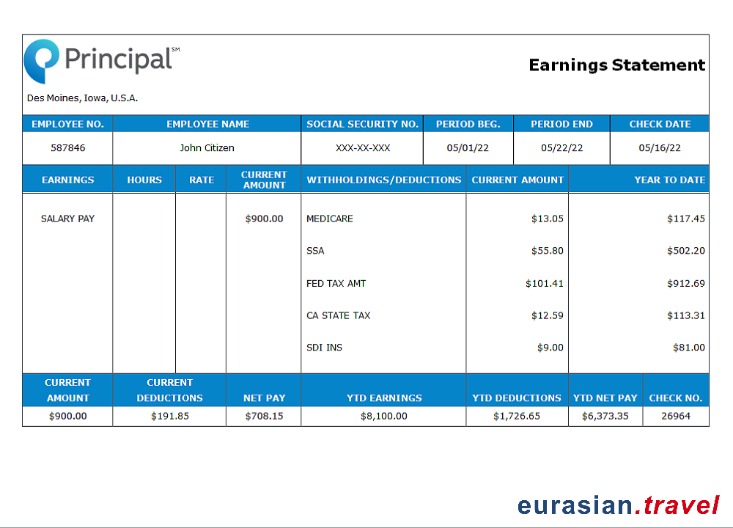 Principal℠
Earnings Statement
Des Moines, Iowa, U.S.A.
EMPLOYEE NO. EMPLOYEE NAME SOCIAL SECURITY NO. PERIOD BEG. PERIOD END CHECK DATE
587846 John Citizen XXX-XX-XXX 05/01/22 05/22/22 05/16/22
EARNINGS HOURS RATE CURRENT AMOUNT WITHHOLDINGS/DEDUCTIONS CURRENT AMOUNT YEAR TO DATE
SALARY PAY $900.00 MEDICARE $13.05 $117.45
SSA $55.80 $502.20
FED TAX AMT $101.41 $912.69
CA STATE TAX $12.59 $113.31
SDI INS $9.00 $81.00
CURRENT AMOUNT CURRENT DEDUCTIONS NET PAY YTD EARNINGS YTD DEDUCTIONS YTD NET PAY CHECK NO.
$900.00 $191.85 $708.15 $8,100.00 $1,726.65 $6,373.35 26964
eurasian.travel